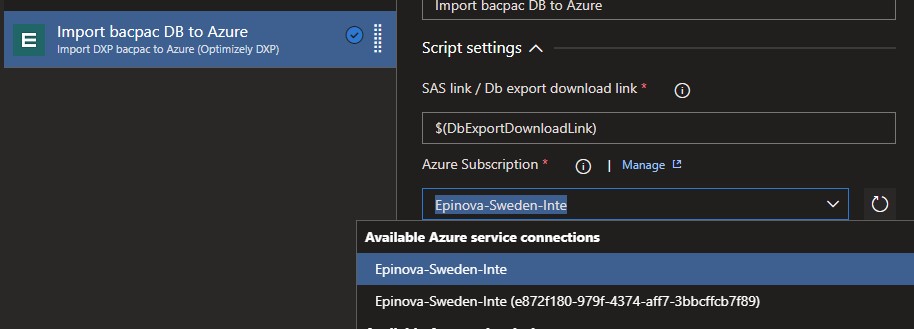 Import bacpac DB to Azure
Import bacpac DB to Azure
Import DXP bacpac to Azure (Optimizely DXP)
Script settings
SAS link / Db export download link *
$(DbExportDownloadLink)
Azure Subscription * | Manage
Epinova-Sweden-Inte
Available Azure service connections
Epinova-Sweden-Inte
Epinova-Sweden-Inte (e872f180-979f-4374-aff7-3bbcffcb7f89)